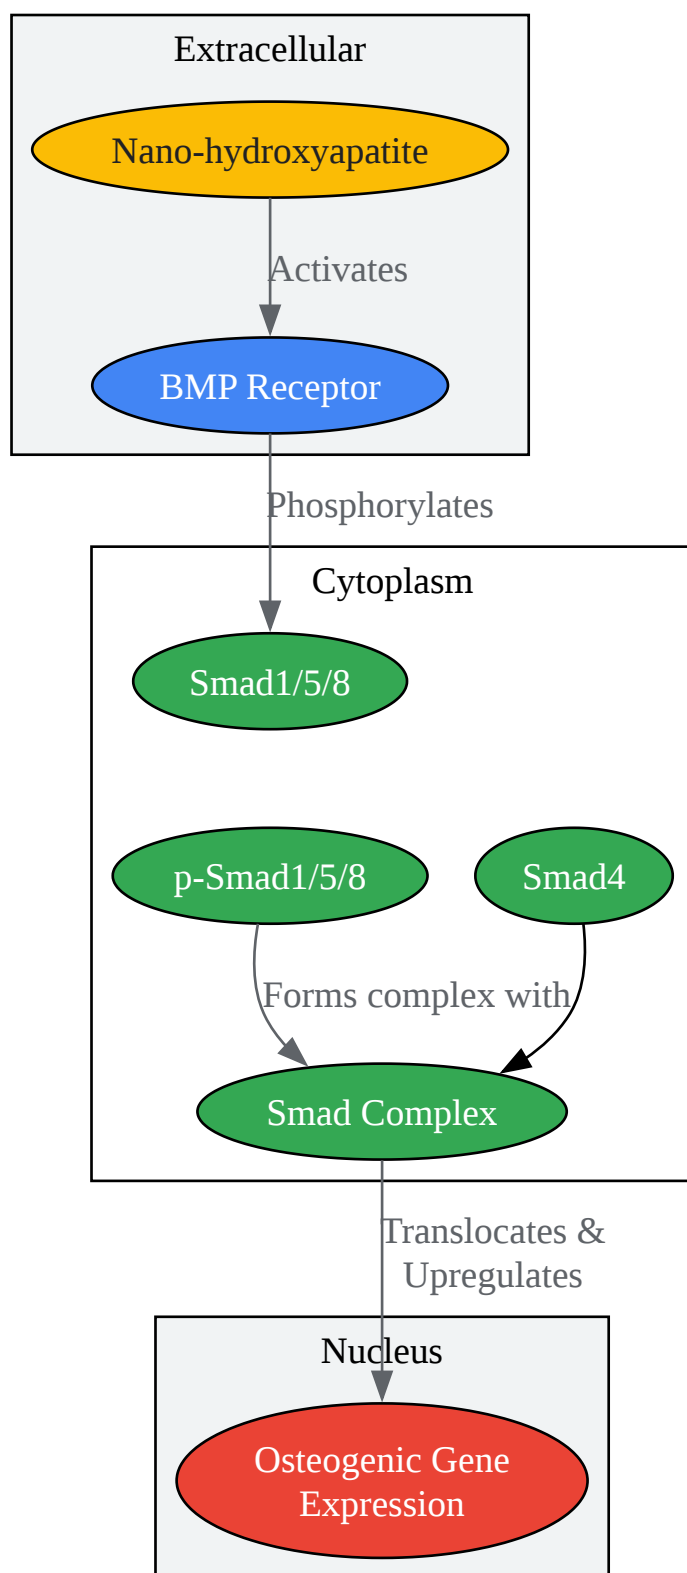 Extracellular
Nano-hydroxyapatite
Activates
BMP Receptor
Phosphorylates
Cytoplasm
Smad1/5/8
p-Smad1/5/8
Smad4
Forms complex with
Smad Complex
Translocates &
Upregulates
Nucleus
Osteogenic Gene
Expression